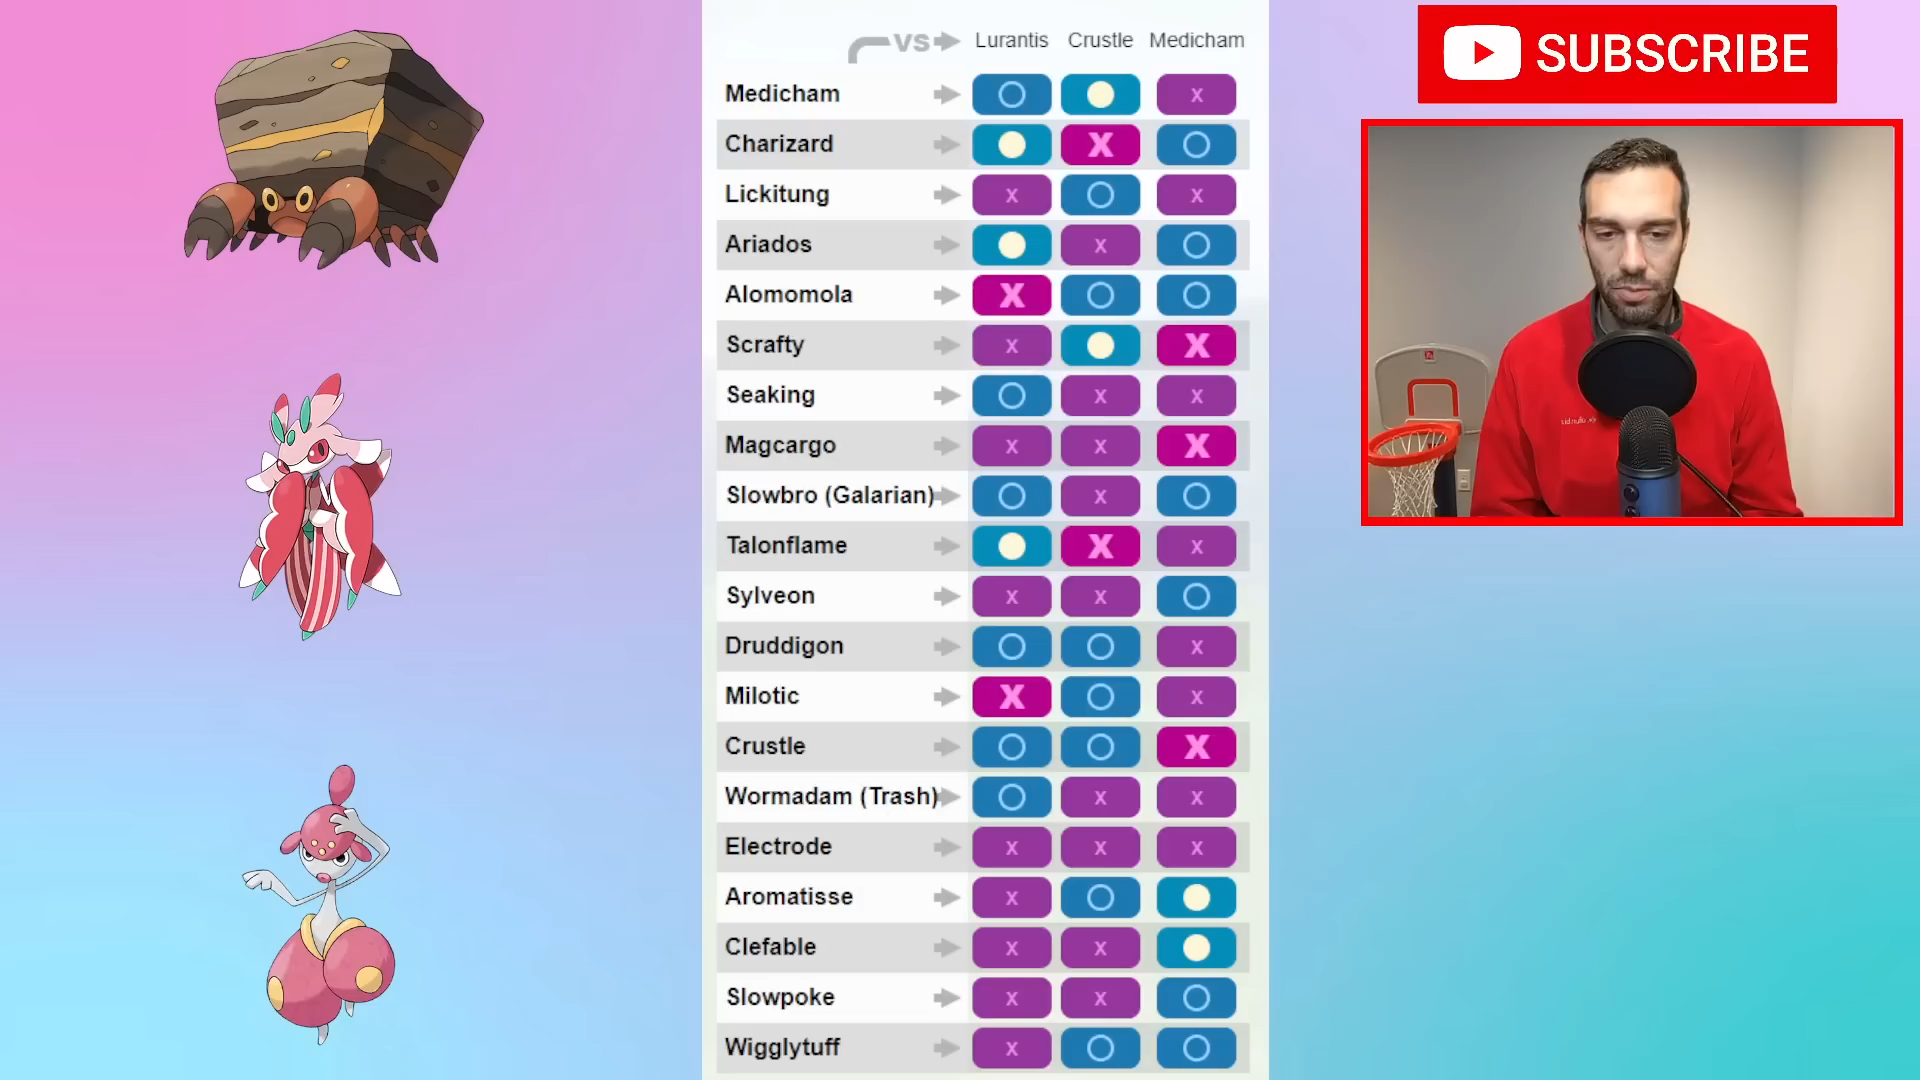 VS Lurantis Crustle Medicham
SUBSCRIBE
Medicham O x
Charizard X O
Lickitung x O x
Ariados x O
Alomomola X O O
Scrafty x X
Seaking O x x
Magcargo x x X
Slowbro (Galarian) O x O
Talonflame X x
Sylveon x x O
Druddigon O O x
Milotic X O x
Crustle O O X
Wormadam (Trash) O x x
Electrode x x x
Aromatisse x O
Clefable x x
Slowpoke x x O
Wigglytuff x O O